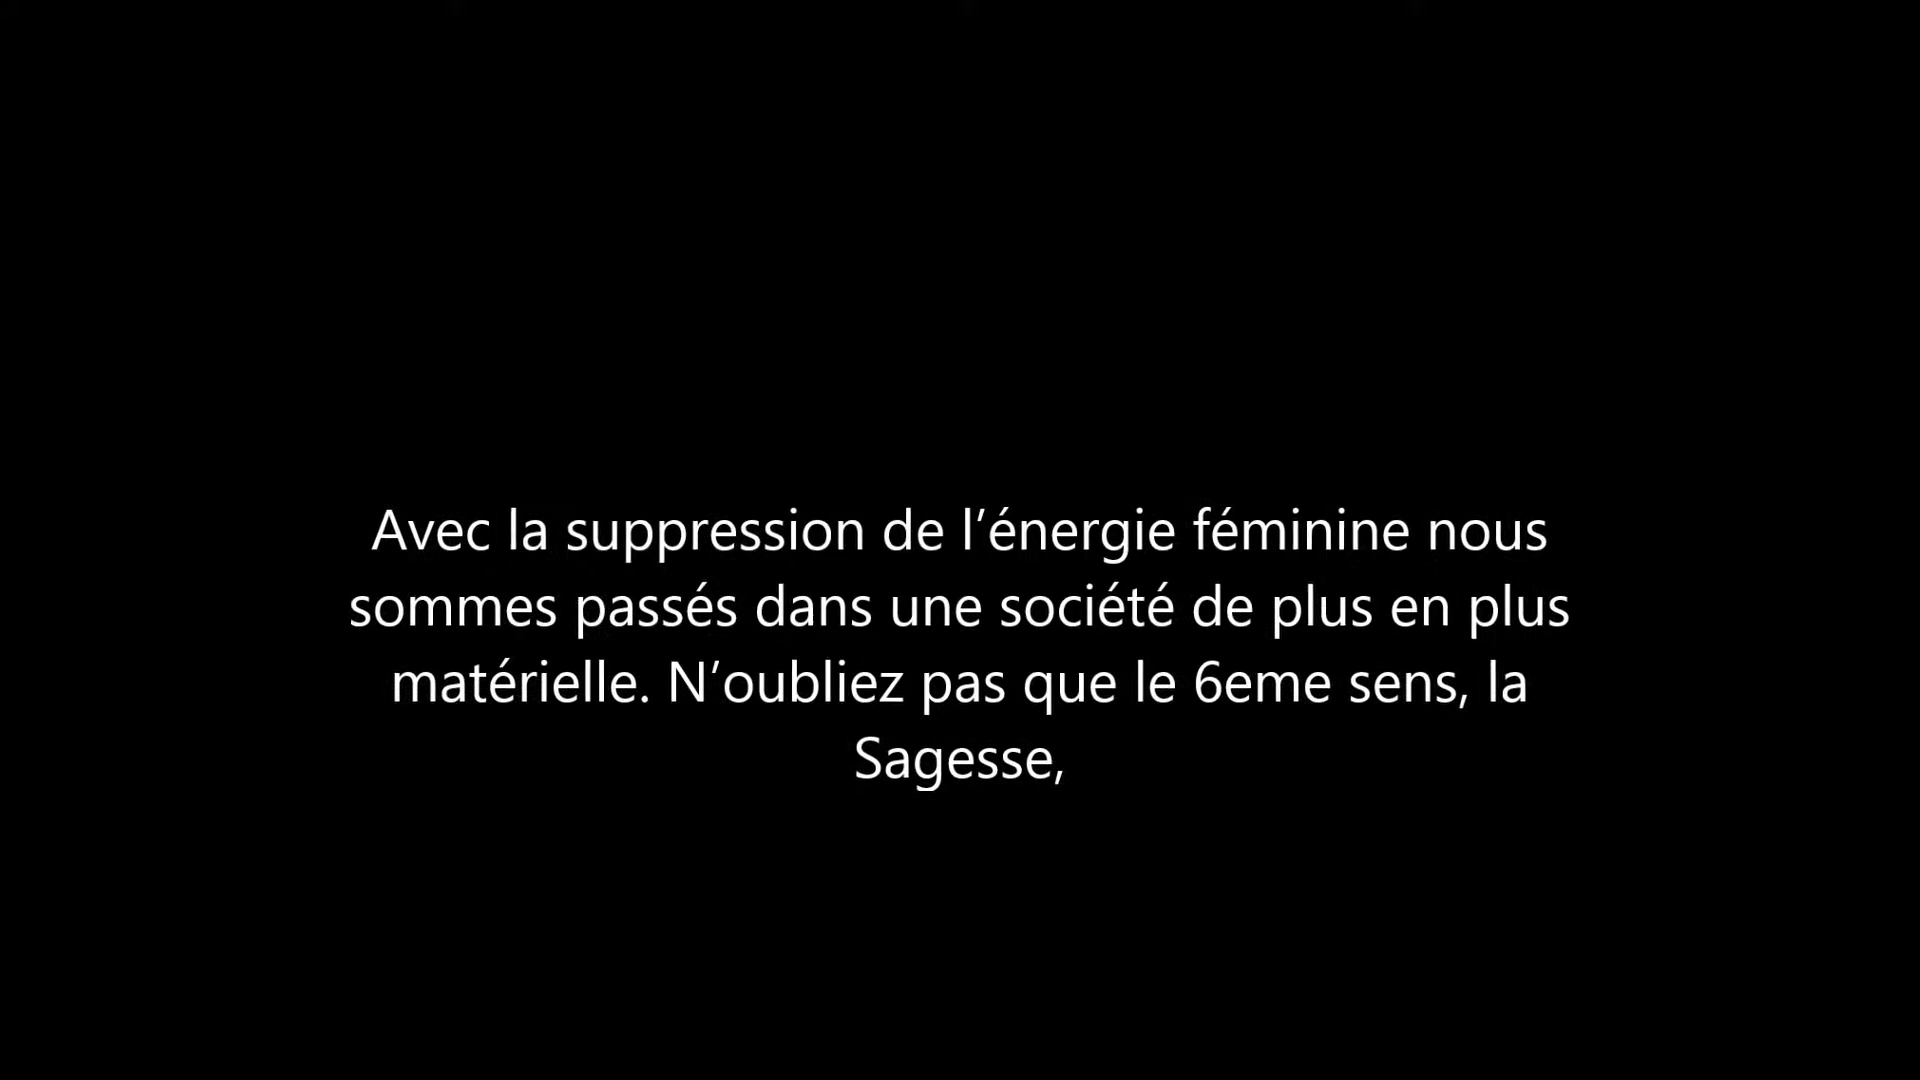 Avec la suppression de l’énergie féminine nous
sommes passés dans une société de plus en plus
matérielle. N’oubliez pas que le 6eme sens, la
Sagesse,